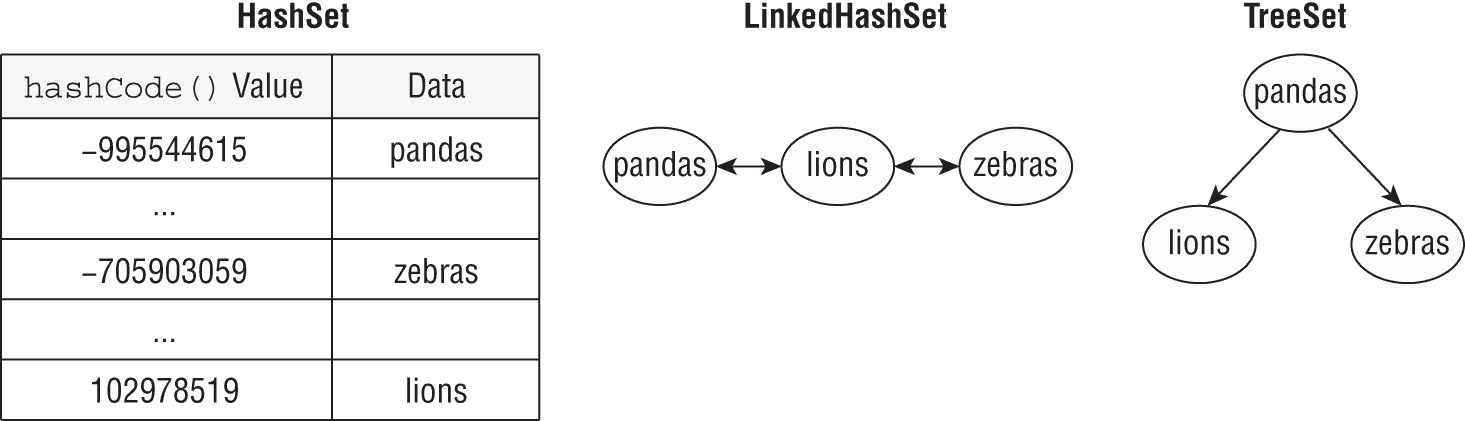 HashSet
hashCode() Value Data
–995544615 pandas
...
–705903059 zebras
...
102978519 lions
LinkedHashSet
pandas lions zebras
TreeSet
pandas
lions zebras